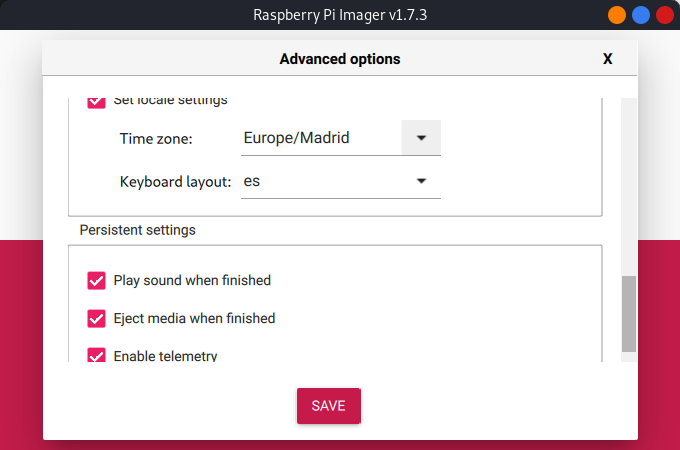 Raspberry Pi Imager v1.7.3
Advanced options X
Set locale settings
Time zone: Europe/Madrid
Keyboard layout: es
Persistent settings
Play sound when finished
Eject media when finished
Enable telemetry
SAVE